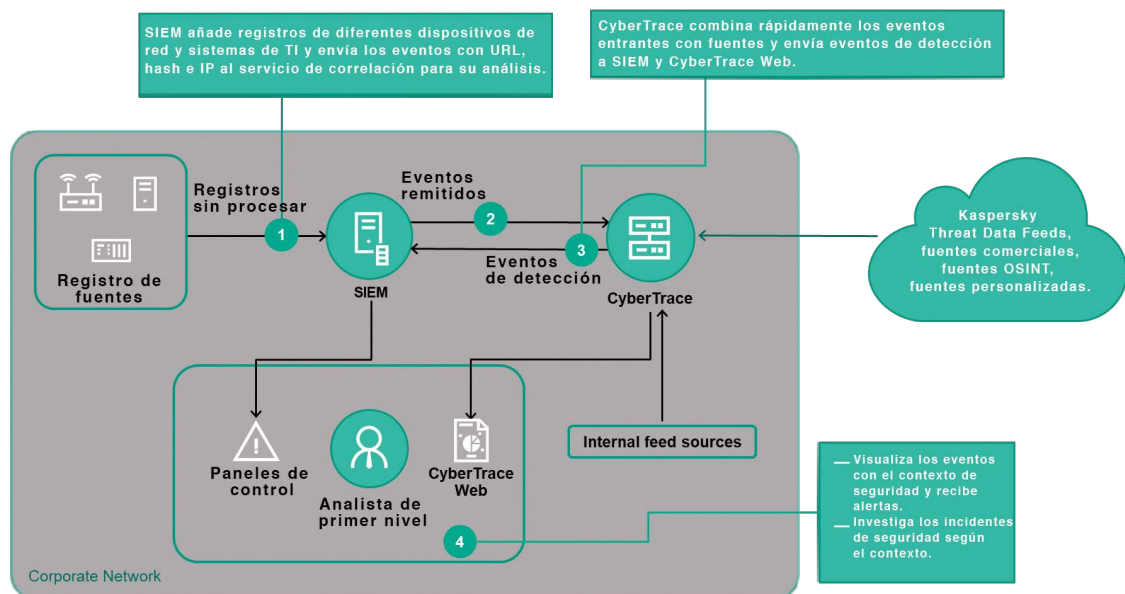 SIEM añade registros de diferentes dispositivos de
red y sistemas de TI y envía los eventos con URL,
hash e IP al servicio de correlación para su análisis.
CyberTrace combina rápidamente los eventos
entrantes con fuentes y envía eventos de detección
a SIEM y CyberTrace Web.
Registros
sin procesar
1
Eventos
remitidos
2
3
Eventos
de detección
Registro de
fuentes
SIEM
CyberTrace
Kaspersky
Threat Data Feeds,
fuentes comerciales,
fuentes OSINT,
fuentes personalizadas.
Paneles de
control
Analista de
primer nivel
CyberTrace
Web
4
Internal feed sources
— Visualiza los eventos
con el contexto de
seguridad y recibe
alertas.
— Investiga los incidentes
de seguridad según
el contexto.
Corporate Network